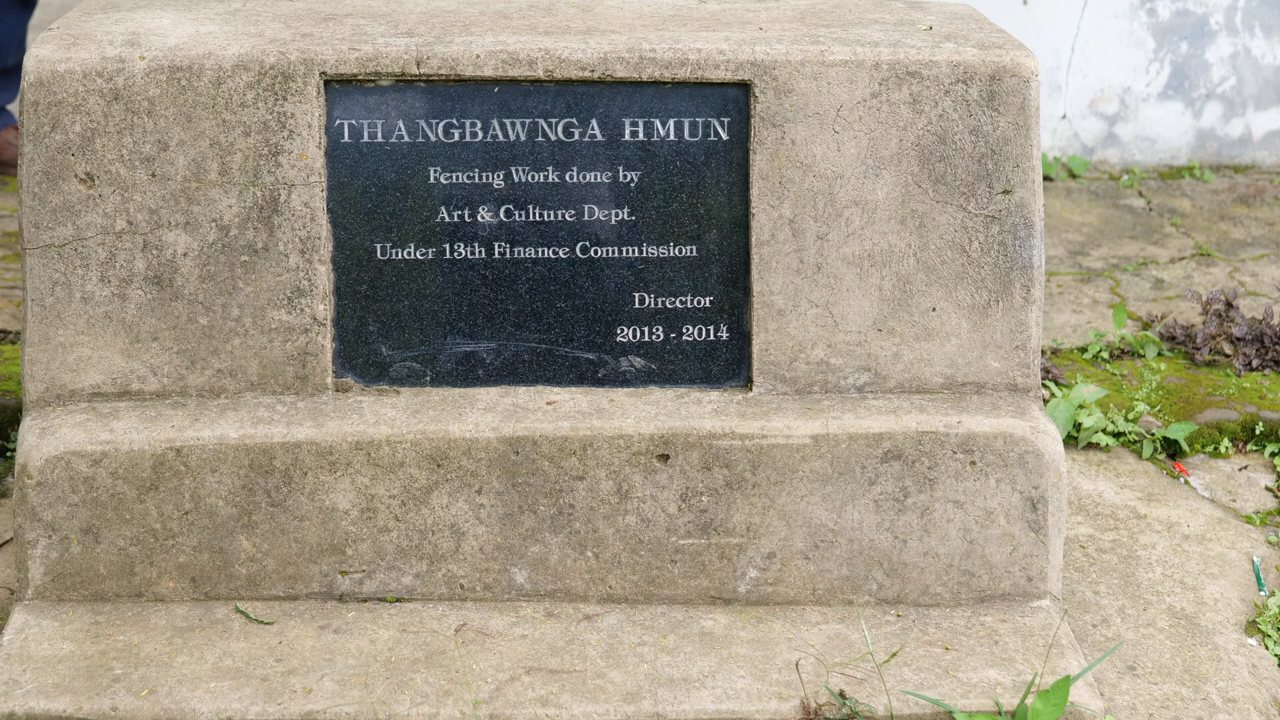 THANGBAWNGA HMUN
Fencing Work done by
Art & Culture Dept.
Under 13th Finance Commission
Director
2013 - 2014